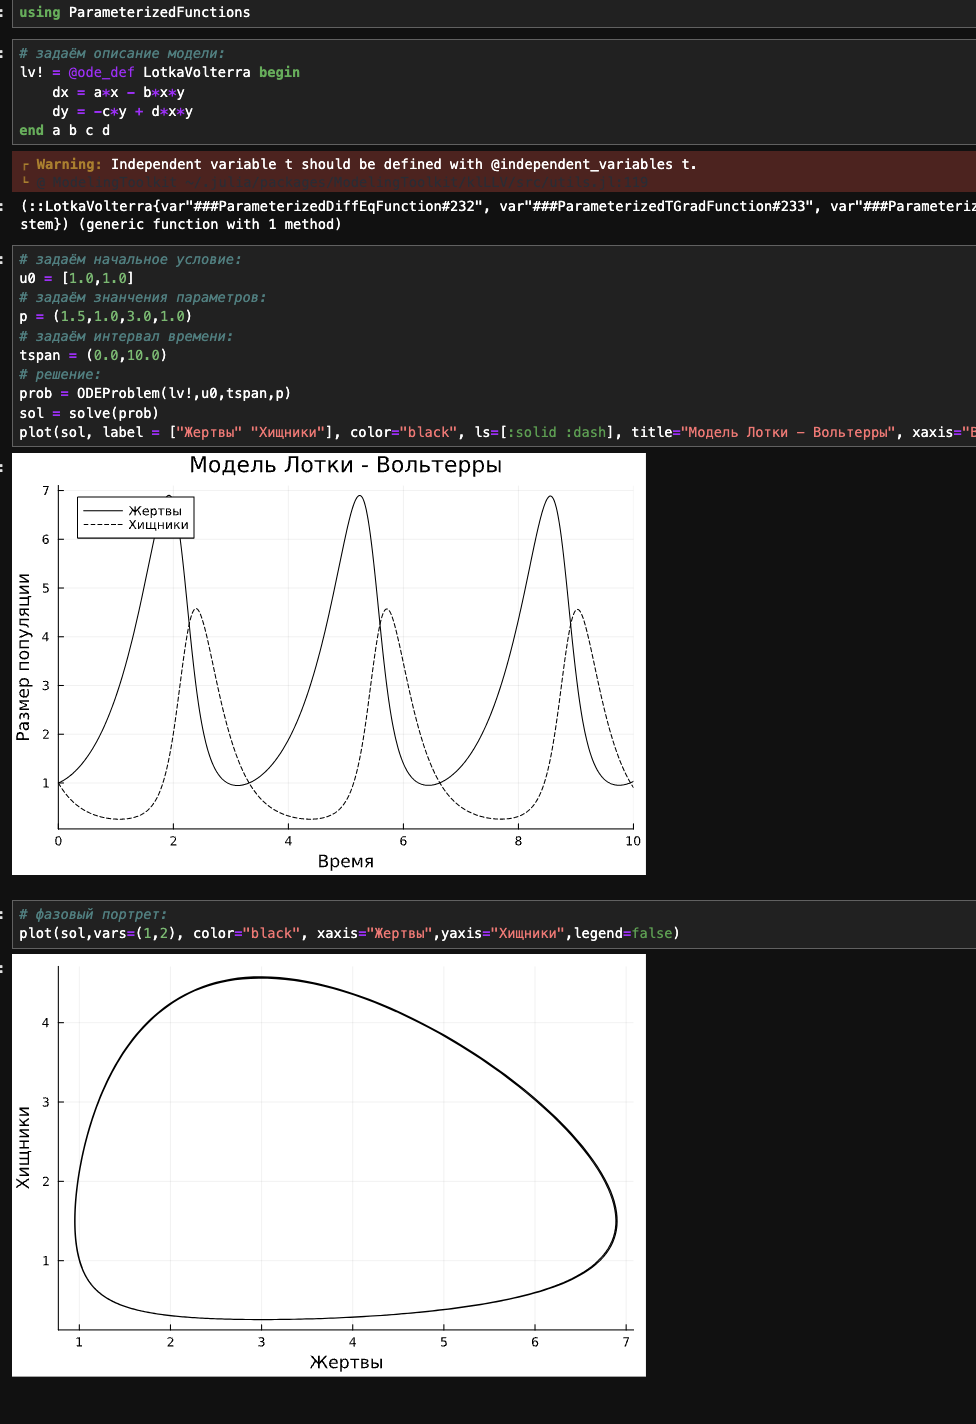 using ParameterizedFunctions
# задаём описание модели:
lv! = @ode_def LotkaVolterra begin
dx = a*x - b*x*y
dy = -c*y + d*x*y
end a b c d
┌ Warning: Independent variable t should be defined with @independent_variables t.
└
(::LotkaVolterra{var"###ParameterizedDiffEqFunction#232", var"###ParameterizedTGradFunction#233", var"###Parameteriz
stem}) (generic function with 1 method)
# задаём начальное условие:
u0 = [1.0,1.0]
# задаём знанчения параметров:
p = (1.5,1.0,3.0,1.0)
# задаём интервал времени:
tspan = (0.0,10.0)
# решение:
prob = ODEProblem(lv!,u0,tspan,p)
sol = solve(prob)
plot(sol, label = ["Жертвы" "Хищники"], color="black", ls=[:solid :dash], title="Модель Лотки - Вольтерры", xaxis="В
Модель Лотки - Вольтерры
Жертвы
Хищники
7
6
5
4
3
2
1
Размер популяции
0 2 4 6 8 10
Время
# фазовый портрет:
plot(sol,vars=(1,2), color="black", xaxis="Жертвы",yaxis="Хищники",legend=false)
4
3
2
1
Хищники
1 2 3 4 5 6 7
Жертвы